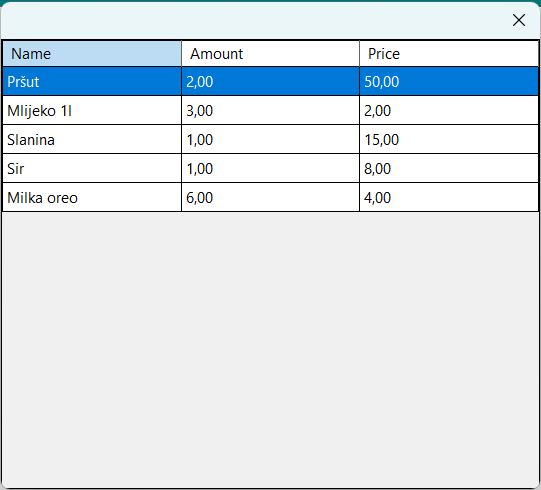 Name Amount Price
Pršut 2,00 50,00
Mlijeko 1l 3,00 2,00
Slanina 1,00 15,00
Sir 1,00 8,00
Milka oreo 6,00 4,00